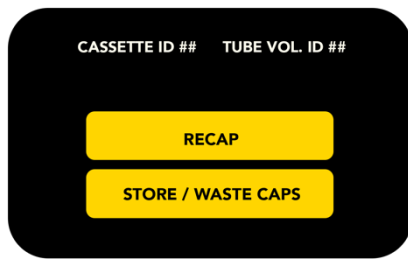 CASSETTE ID ## TUBE VOL. ID ##
RECAP
STORE / WASTE CAPS